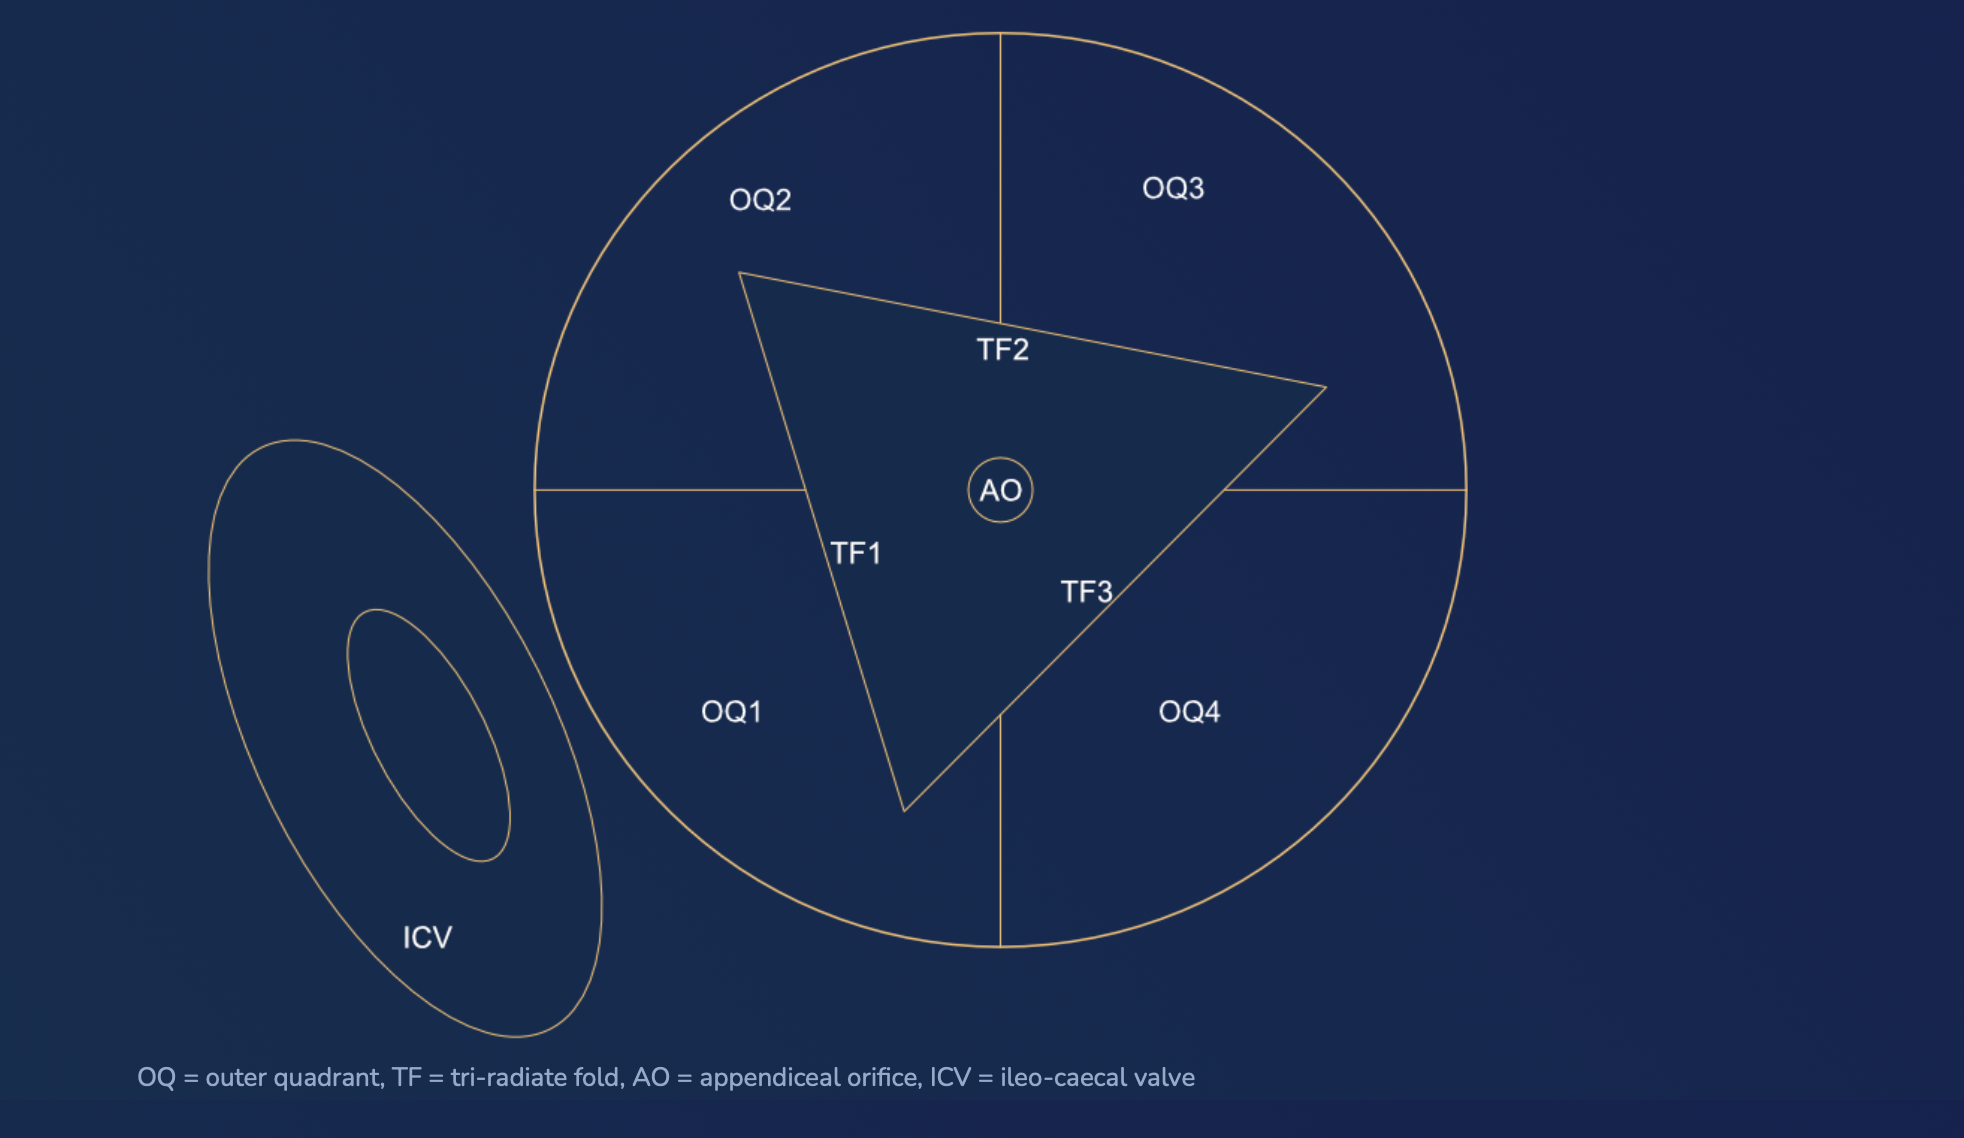 OQ2
OQ3
TF2
AO
TF1
TF3
OQ1
OQ4
ICV
OQ = outer quadrant, TF = tri-radiate fold, AO = appendiceal orifice, ICV = ileo-caecal valve